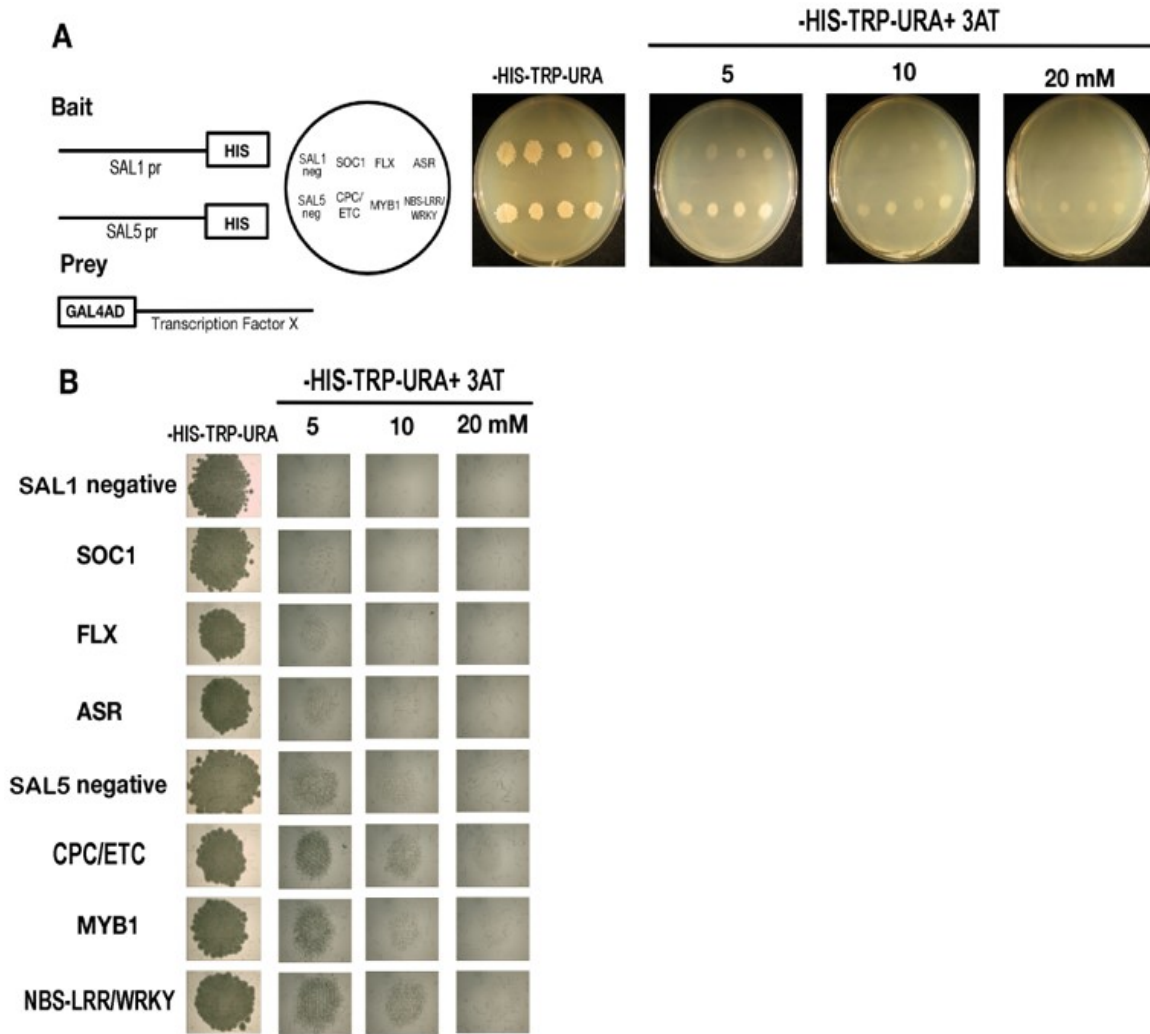 A
-HIS-TRP-URA+ 3AT
-HIS-TRP-URA
5
10
20 mM
Bait
HIS
SAL1 pr
HIS
SAL5 pr
SAL1 neg
SOC1
FLX
ASR
SAL5 neg
CPC/ ETC
MYB1
NBS-LRR/ WRKY
Prey
GAL4AD
Transcription Factor X
B
-HIS-TRP-URA+ 3AT
-HIS-TRP-URA
5
10
20 mM
SAL1 negative
SOC1
FLX
ASR
SAL5 negative
CPC/ETC
MYB1
NBS-LRR/WRKY